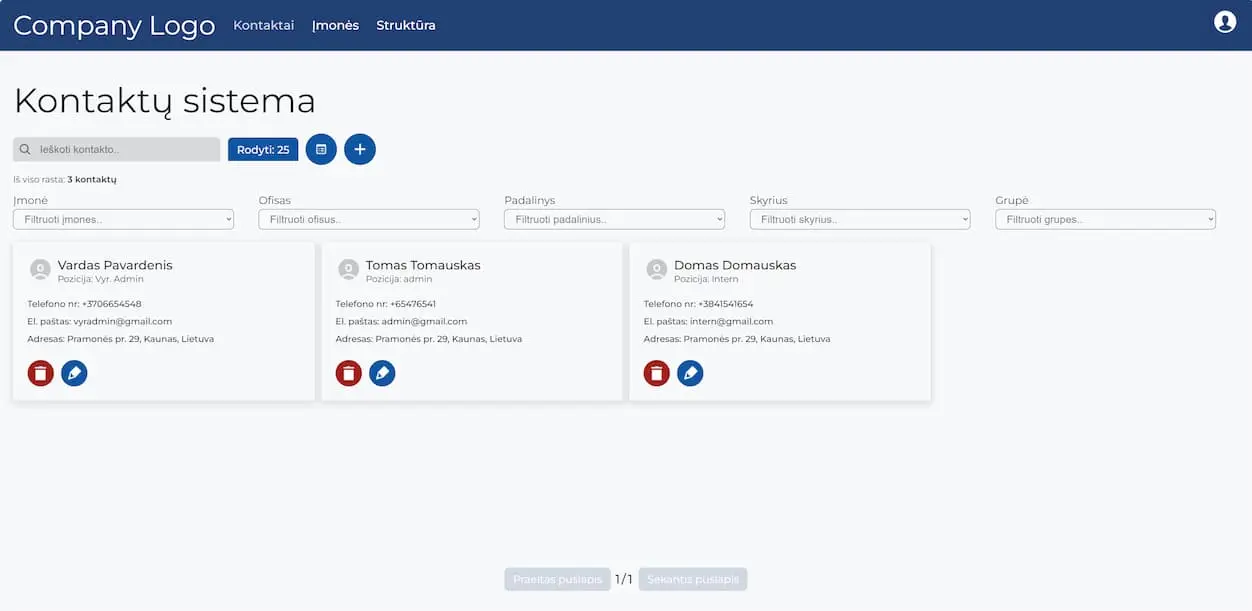 Company Logo Kontaktai Įmonės Struktūra
Kontaktų sistema
Ieškoti kontakto.. Rodyti: 25
Iš viso rasta: 3 kontaktų
Įmonė Ofisas Padalinys Skyrius Grupė
Filtruoti įmones.. Filtruoti ofisus.. Filtruoti padalinius.. Filtruoti skyrius.. Filtruoti grupes..
Vardas Pavardenis
Pozicija: Vyr. Admin
Telefono nr: +3706654548
El. paštas: vyradmin@gmail.com
Adresas: Pramonės pr. 29, Kaunas, Lietuva
Tomas Tomauskas
Pozicija: admin
Telefono nr: +65476541
El. paštas: admin@gmail.com
Adresas: Pramonės pr. 29, Kaunas, Lietuva
Domas Domauskas
Pozicija: Intern
Telefono nr: +3841541654
El. paštas: intern@gmail.com
Adresas: Pramonės pr. 29, Kaunas, Lietuva
Praeitas puslapis 1/1 Sekantis puslapis